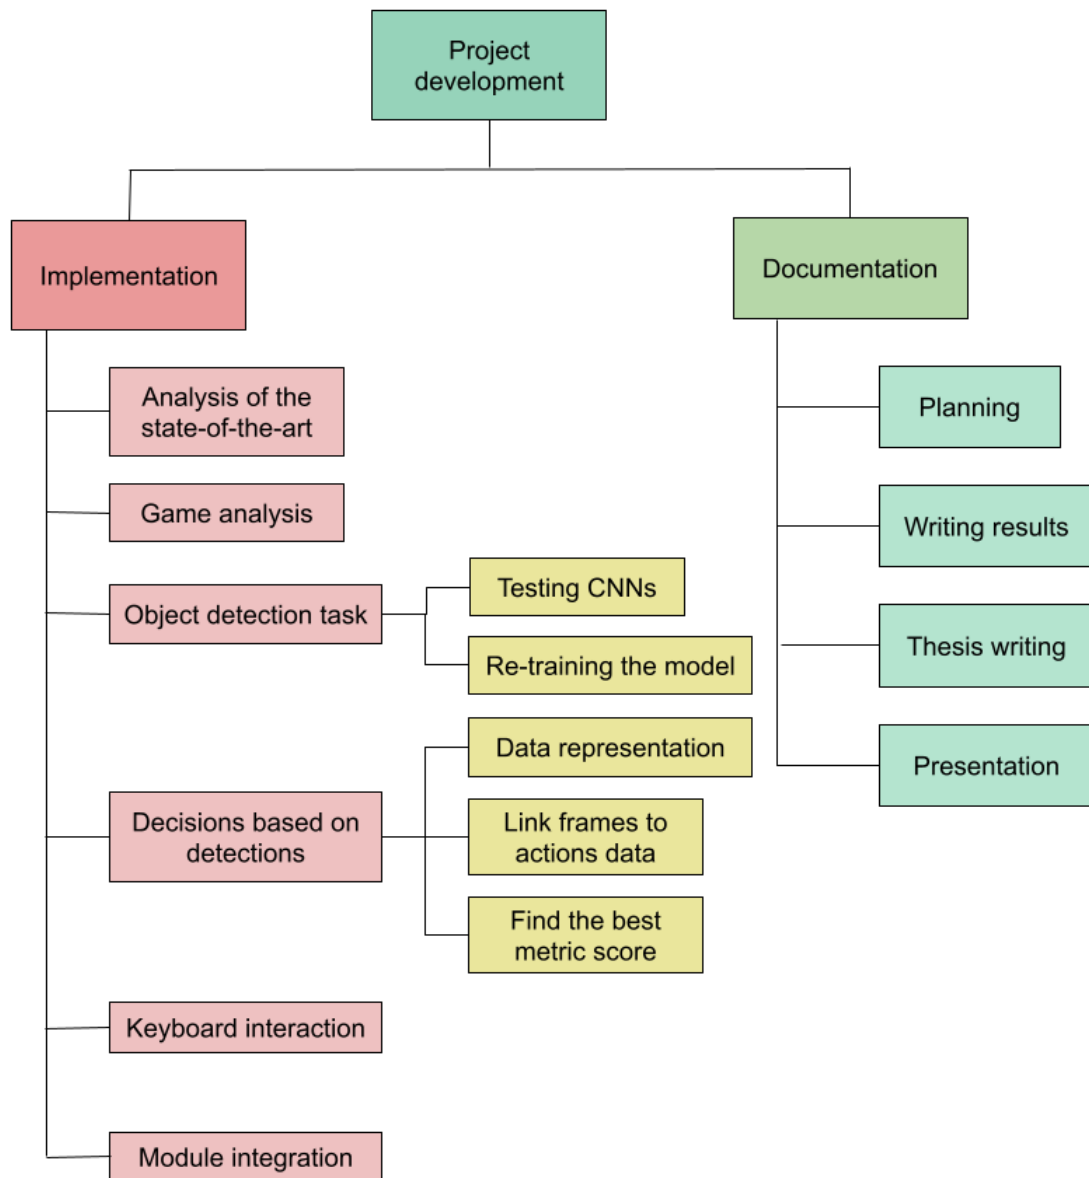 Project
development
Implementation
Documentation
Analysis of the
state-of-the-art
Game analysis
Object detection task
Testing CNNs
Re-training the model
Decisions based on
detections
Data representation
Link frames to
actions data
Find the best
metric score
Keyboard interaction
Module integration
Planning
Writing results
Thesis writing
Presentation